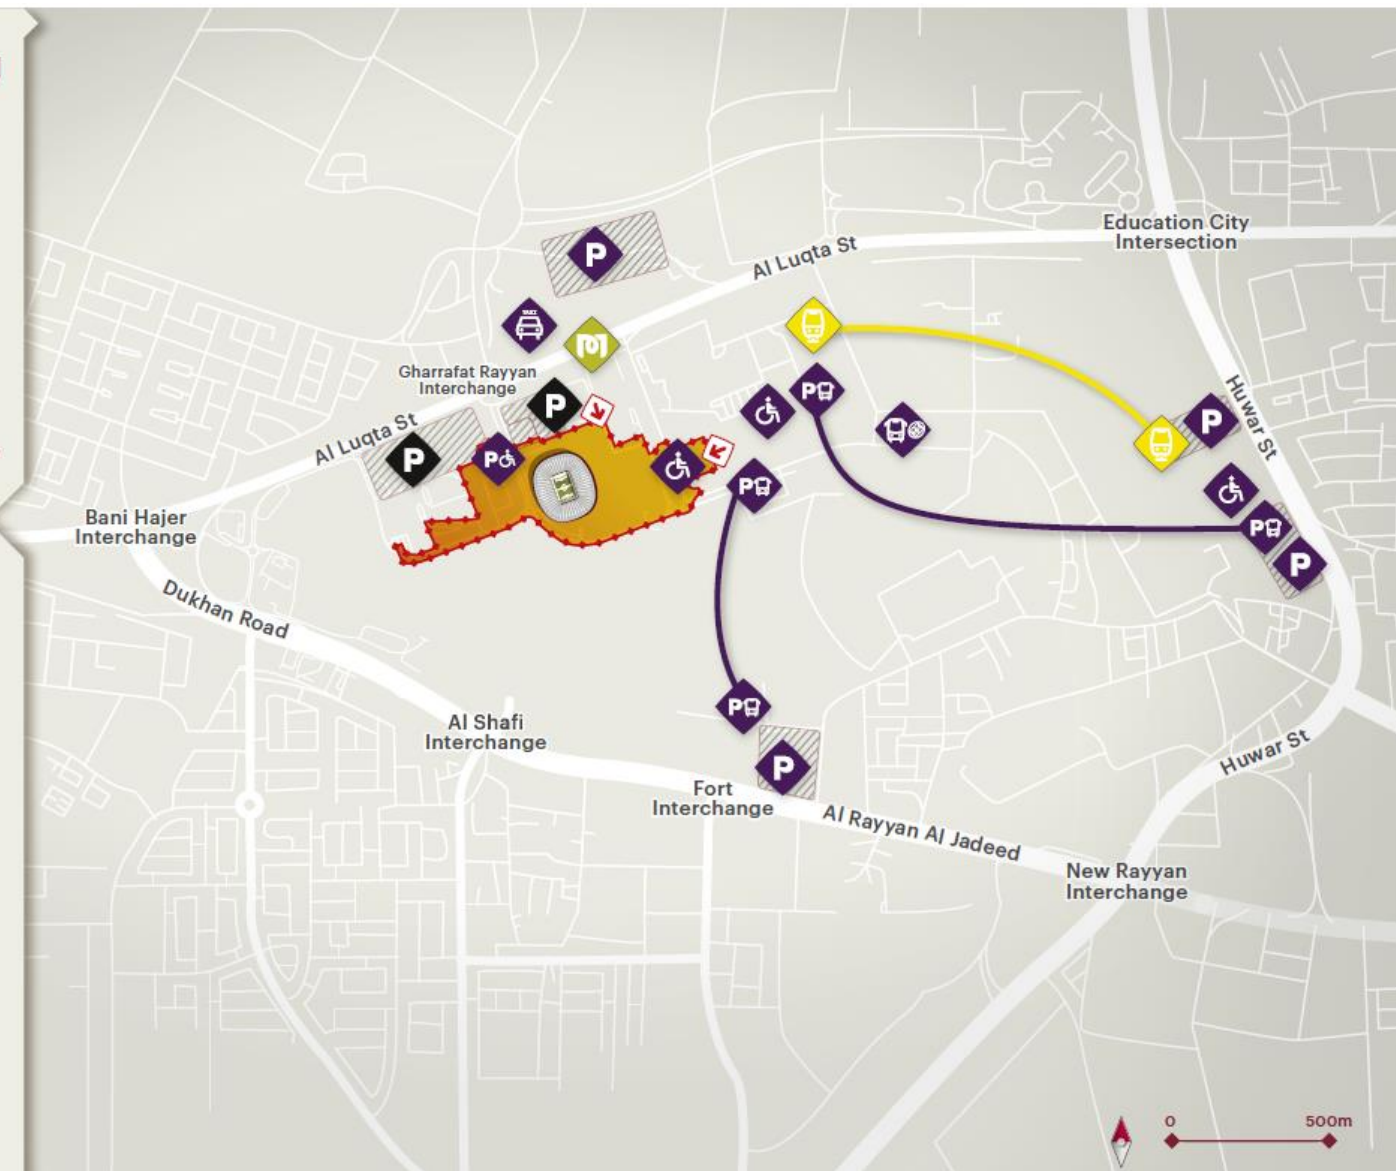 Education City
Intersection
Al Luqta St
P
TAXI
Gharrafat Rayyan
Interchange
P
Al Luqta St
P
P
P
P
Huwar St
P
Bani Hajer
Interchange
P
P
Dukhan Road
P
Al Shafi
Interchange
P
Huwar St
Fort
Interchange
Al Rayyan Al Jadeed
New Rayyan
Interchange
0
500m